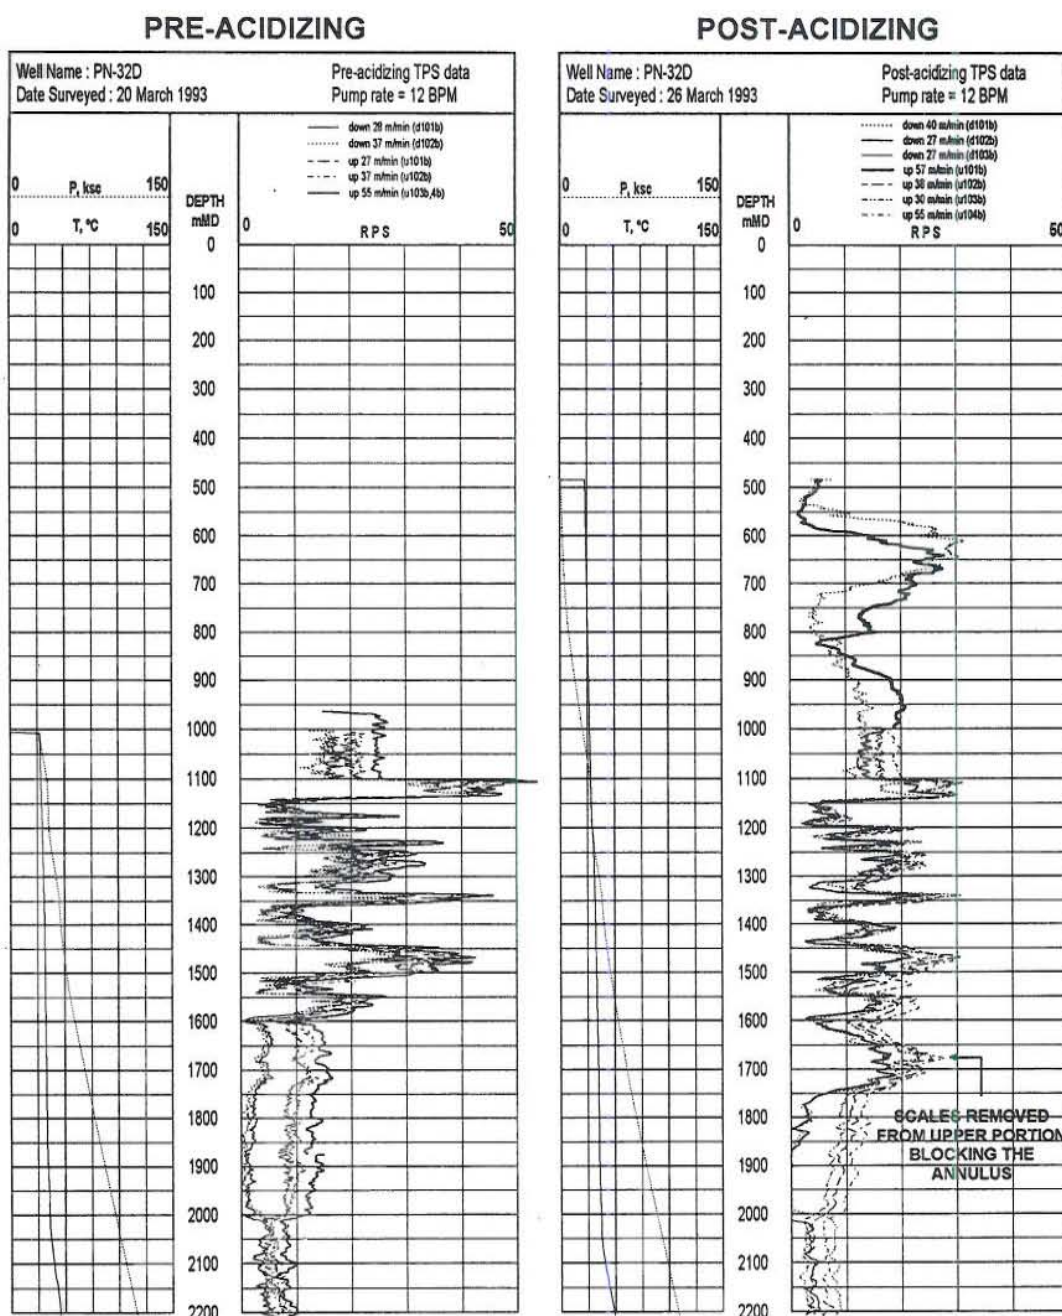 PRE-ACIDIZING
Well Name : PN-32D Pre-acidizing TPS data
Date Surveyed : 20 March 1993 Pump rate = 12 BPM
down 28 m/min (d101b)
down 37 m/min (d102b)
up 27 m/min (u101b)
up 37 m/min (u102b)
up 55 m/min (u103b,4b)
0 P, ksc 150
DEPTH
mMD
0 T, °C 150
0 R P S 50
0
100
200
300
400
500
600
700
800
900
1000
1100
1200
1300
1400
1500
1600
1700
1800
1900
2000
2100
2200
POST-ACIDIZING
Well Name : PN-32D Post-acidizing TPS data
Date Surveyed : 26 March 1993 Pump rate = 12 BPM
down 40 m/min (d101b)
down 27 m/min (d102b)
down 27 m/min (d103b)
up 57 m/min (u101b)
up 38 m/min (u102b)
up 30 m/min (u103b)
up 55 m/min (u104b)
0 P, ksc 150
DEPTH
mMD
0 T, °C 150
0 R P S
0
100
200
300
400
500
600
700
800
900
1000
1100
1200
1300
1400
1500
1600
1700
1800
1900
2000
2100
2200
SCALES REMOVED
FROM UPPER PORTION
BLOCKING THE
ANNULUS